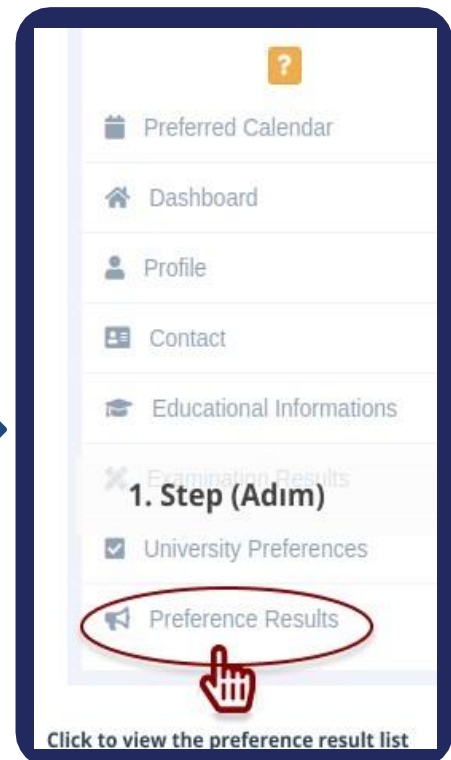 ?
Preferred Calendar
Dashboard
Profile
Contact
Educational Informations
Examination Results
1. Step (Adım)
University Preferences
Preference Results
Click to view the preference result list